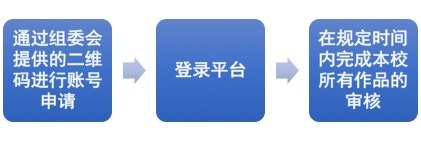 通过组委会
提供的二维
码进行账号
申请
登录平台
在规定时间
内完成本校
所有作品的
审核